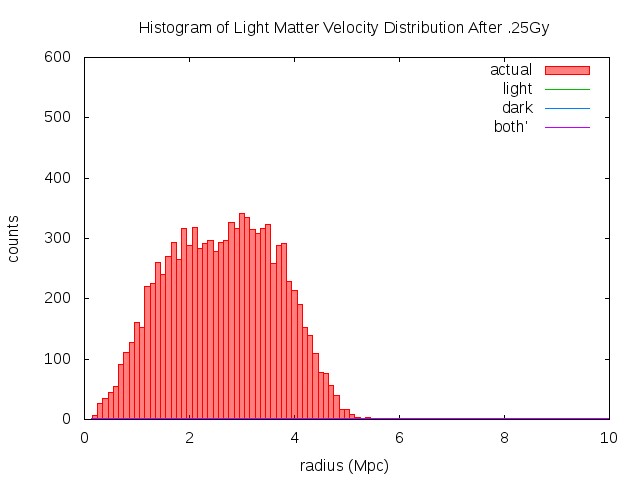 Histogram of Light Matter Velocity Distribution After .25Gy
600
500
400
300
200
100
0
counts
actual
light
dark
both'
0 2 4 6 8 10
radius (Mpc)